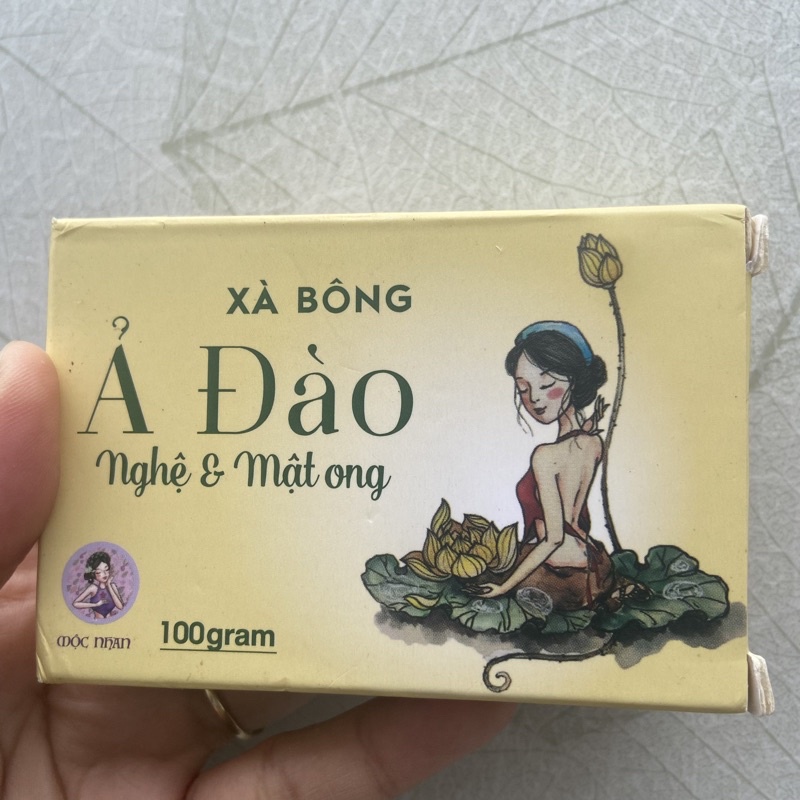 XÀ BÔNG
Ả Đào
Nghệ & Mật ong
MỘC NHAN
100gram